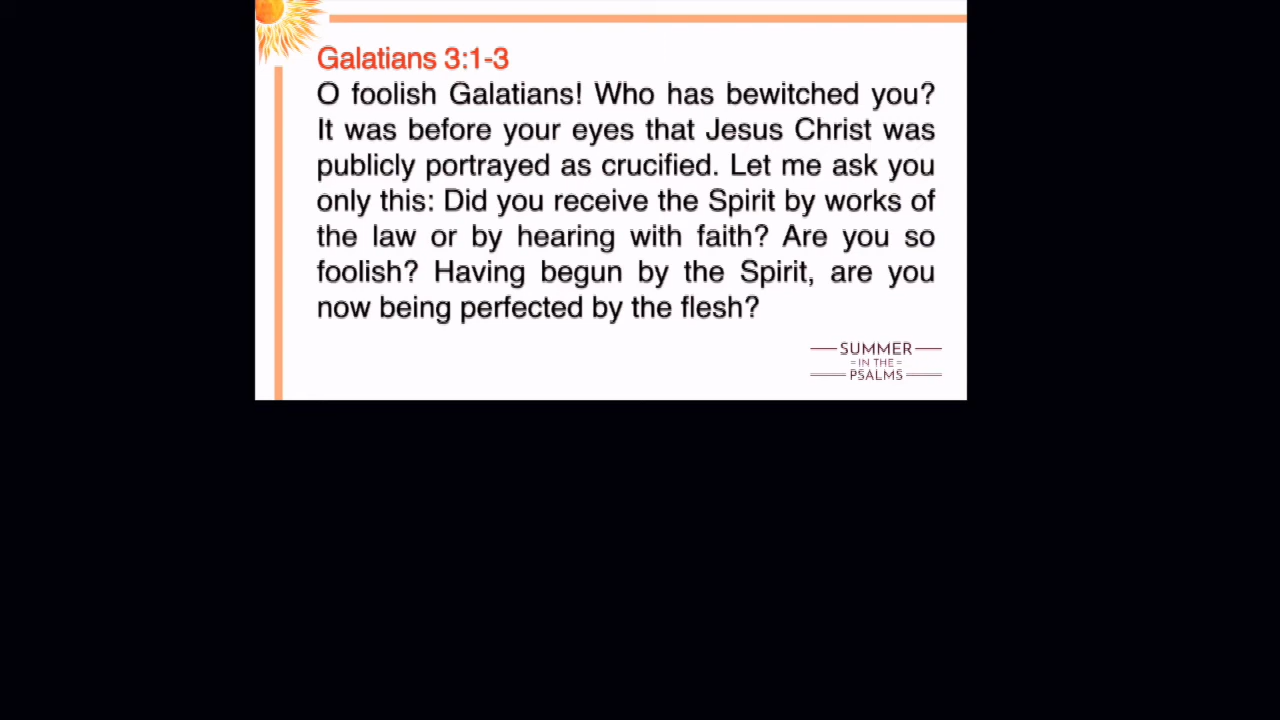 Galatians 3:1-3
O foolish Galatians! Who has bewitched you?
It was before your eyes that Jesus Christ was
publicly portrayed as crucified. Let me ask you
only this: Did you receive the Spirit by works of
the law or by hearing with faith? Are you so
foolish? Having begun by the Spirit, are you
now being perfected by the flesh?
SUMMER
IN THE
PSALMS